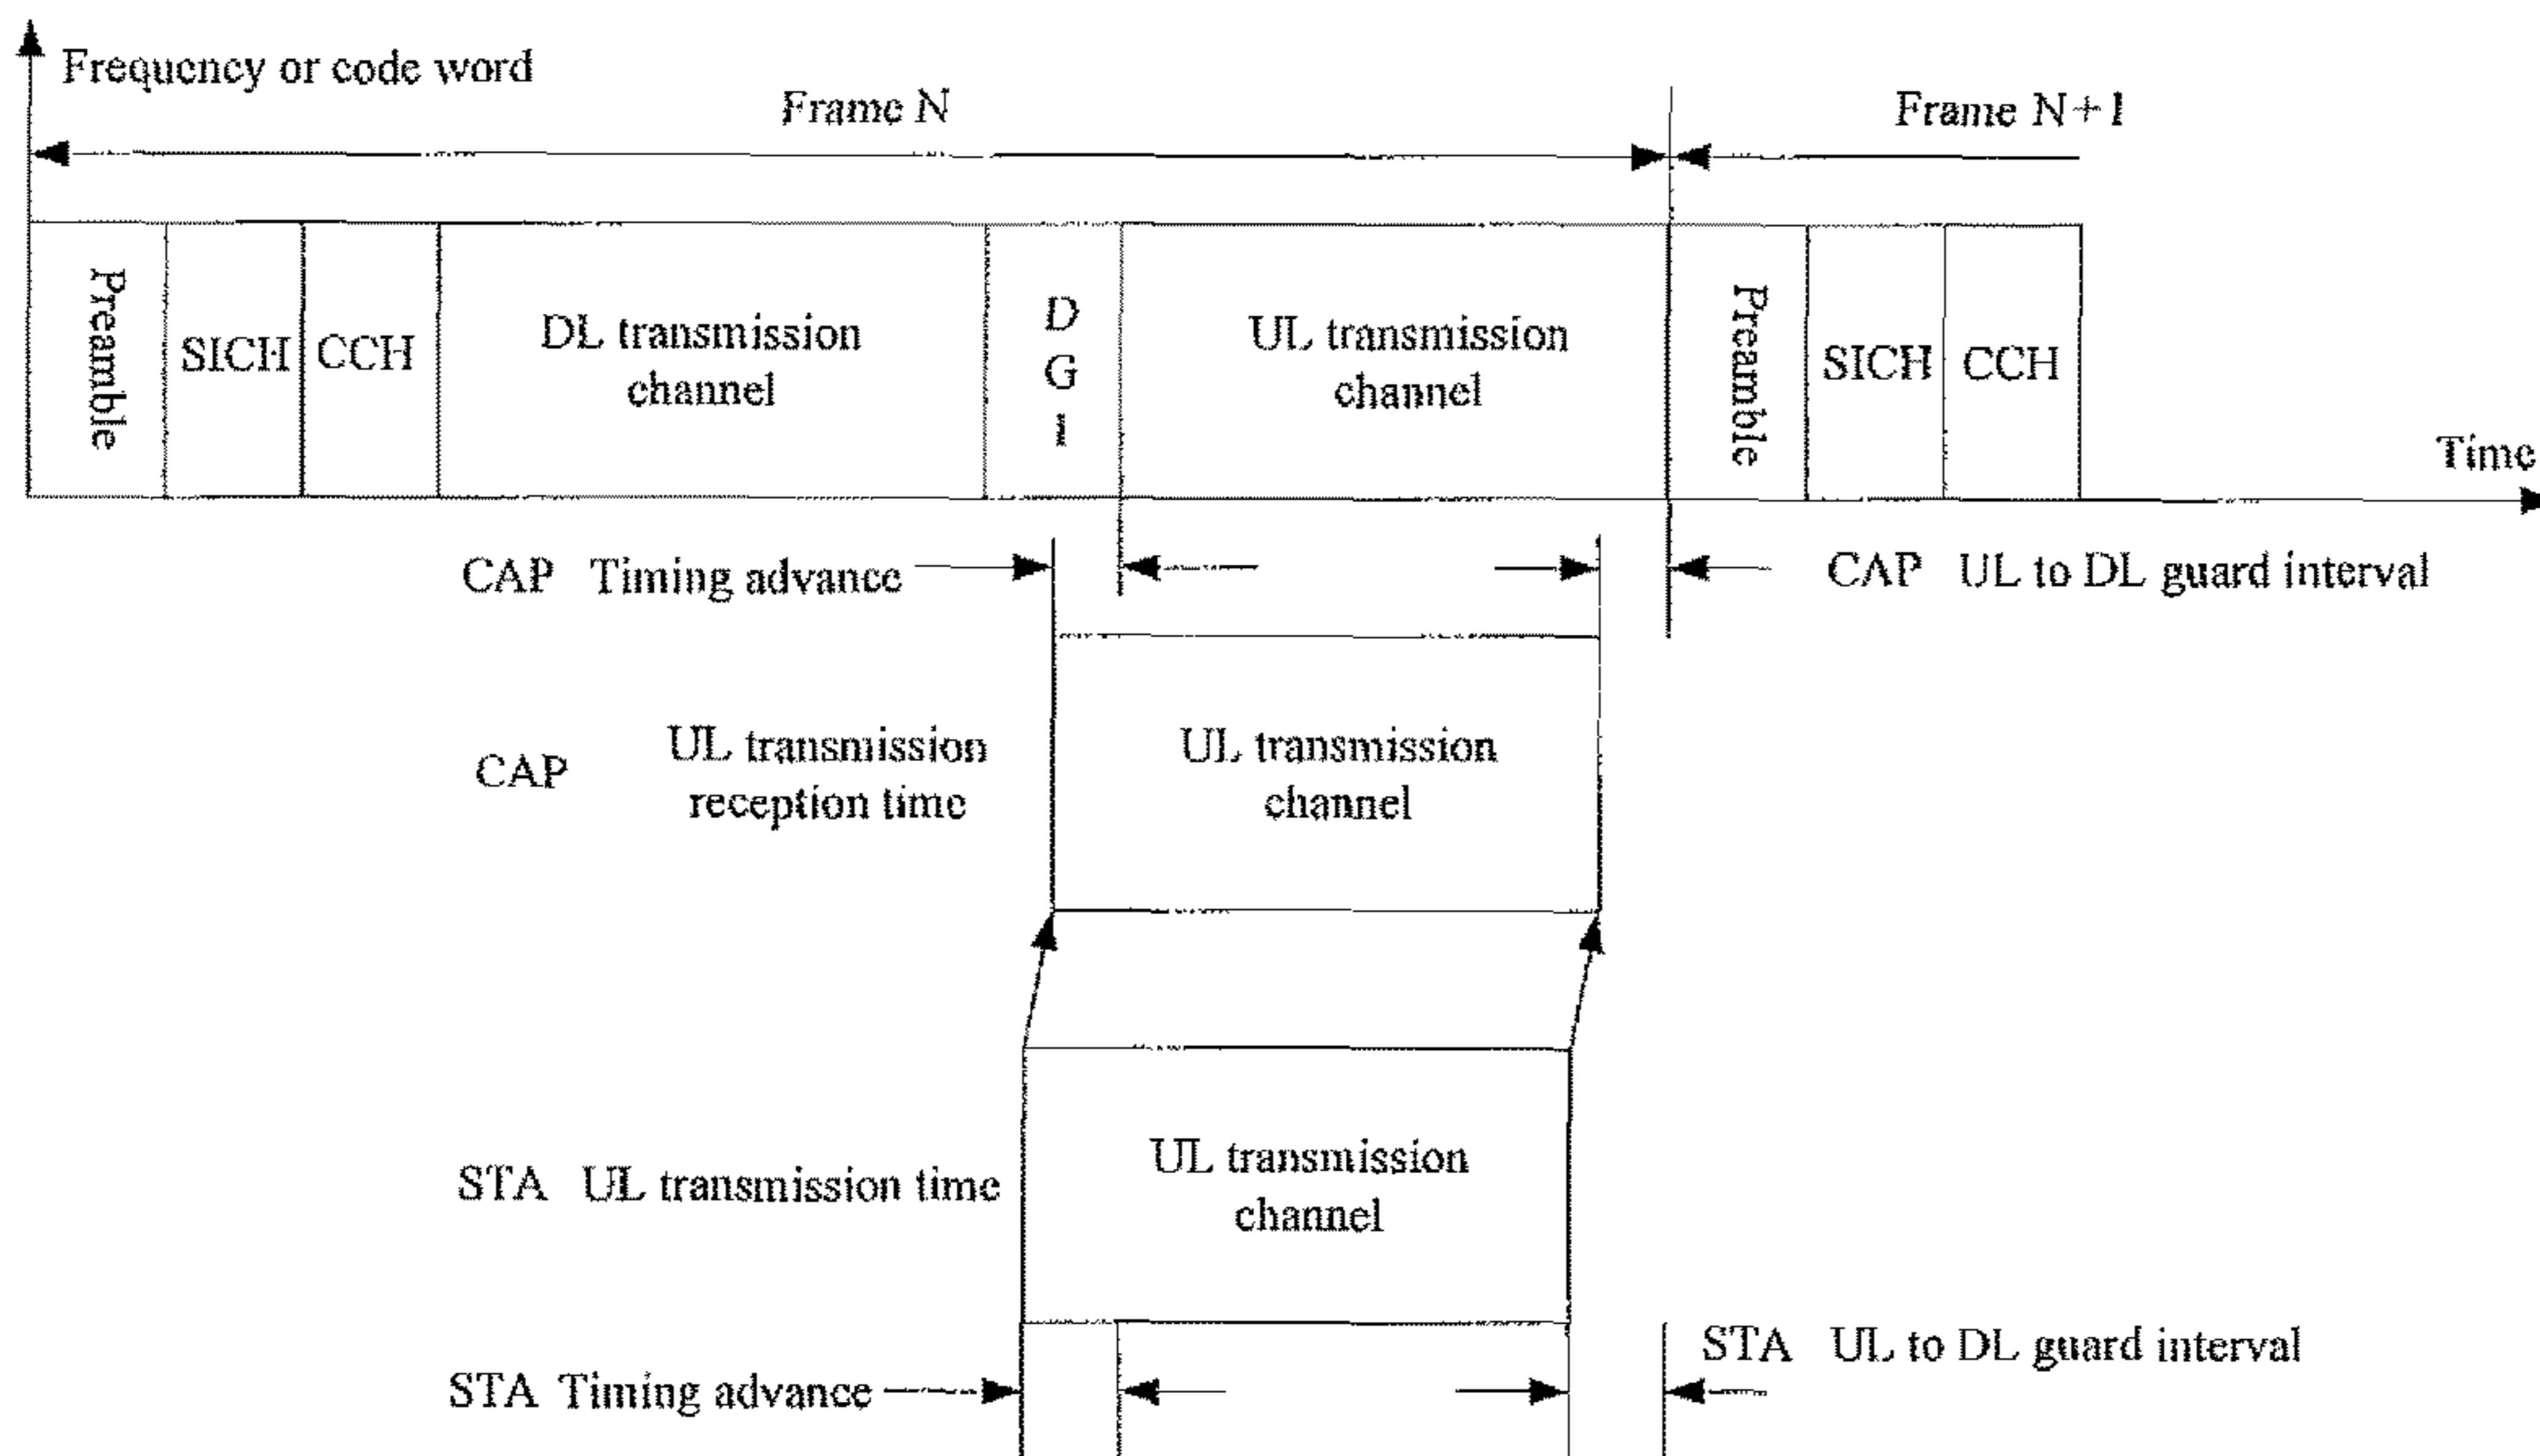 Frequency or code word
Frame N
Frame N+1
Preamble
SICH
CCH
DL transmission
channel
D
G
I
UL transmission
channel
Preamble
SICH
CCH
Time
CAP Timing advance
CAP UL to DL guard interval
CAP
UL transmission
reception time
UL transmission
channel
STA UL transmission time
UL transmission
channel
STA Timing advance
STA UL to DL guard interval